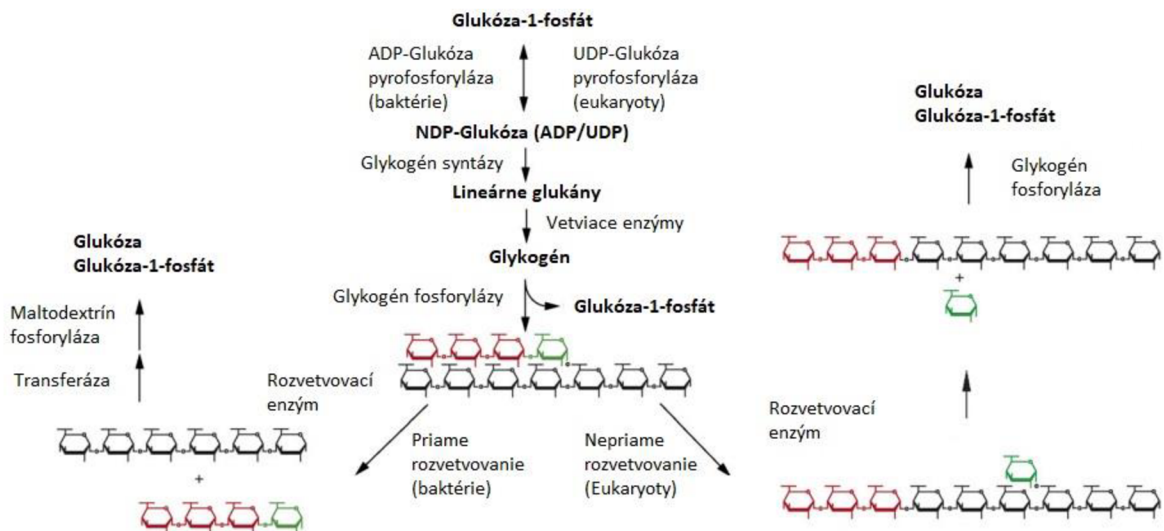 Glukóza-1-fosfát
ADP-Glukóza
pyrofosforyláza
(baktérie)
UDP-Glukóza
pyrofosforyláza
(eukaryoty)
NDP-Glukóza (ADP/UDP)
Glykogén syntázy
Lineárne glukány
Vetviace enzýmy
Glykogén
Glykogén fosforylázy
Glukóza-1-fosfát
Glukóza
Glukóza-1-fosfát
Maltodextrín
fosforyláza
Transferáza
+
Rozvetvovací
enzým
Priame
rozvetvovanie
(baktérie)
Nepriame
rozvetvovanie
(Eukaryoty)
Glukóza
Glukóza-1-fosfát
Glykogén
fosforyláza
+
Rozvetvovací
enzým